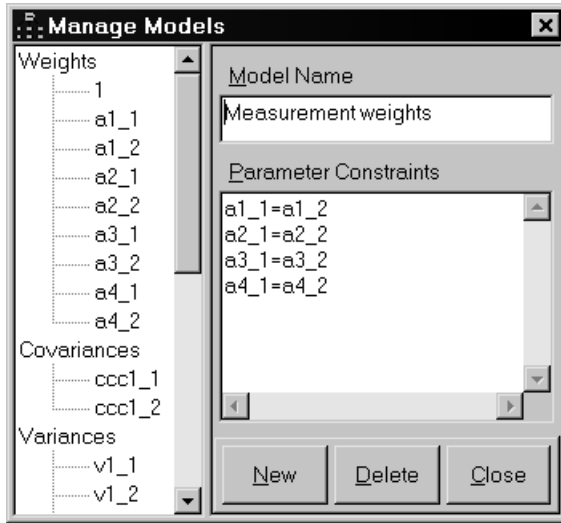 Manage Models
Weights
1
a1_1
a1_2
a2_1
a2_2
a3_1
a3_2
a4_1
a4_2
Covariances
ccc1_1
ccc1_2
Variances
v1_1
v1_2
Model Name
Measurement weights
Parameter Constraints
a1_1=a1_2
a2_1=a2_2
a3_1=a3_2
a4_1=a4_2
New
Delete
Close